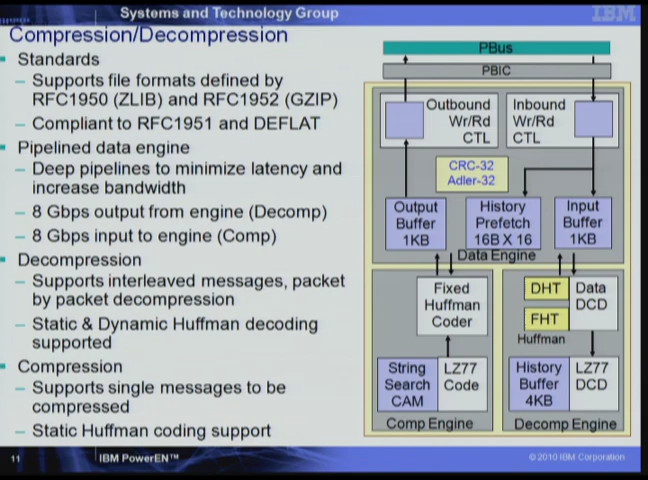 Systems and Technology Group
IBM
Compression/Decompression
Standards
– Supports file formats defined by
RFC1950 (ZLIB) and RFC1952 (GZIP)
– Compliant to RFC1951 and DEFLAT
Pipelined data engine
– Deep pipelines to minimize latency and
increase bandwidth
– 8 Gbps output from engine (Decomp)
– 8 Gbps input to engine (Comp)
Decompression
– Supports interleaved messages, packet
by packet decompression
– Static & Dynamic Huffman decoding
supported
Compression
– Supports single messages to be
compressed
– Static Huffman coding support
PBus
PBIC
Outbound
Wr/Rd
CTL
Inbound
Wr/Rd
CTL
CRC-32
Adler-32
Output
Buffer
1KB
History
Prefetch
16B X 16
Input
Buffer
1KB
Data Engine
Fixed
Huffman
Coder
String
Search
CAM
LZ77
Code
Comp Engine
DHT
FHT
Huffman
Data
DCD
History
Buffer
4KB
LZ77
DCD
Decomp Engine
11
IBM PowerEN™
© 2010 IBM Corporation